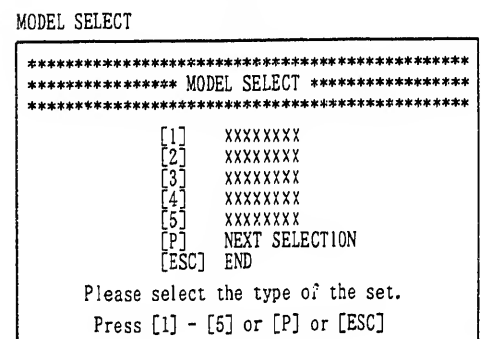 MODEL SELECT
***********************************************
**************** MODEL SELECT *****************
***********************************************
[1] XXXXXXXX
[2] XXXXXXXX
[3] XXXXXXXX
[4] XXXXXXXX
[5] XXXXXXXX
[P] NEXT SELECTION
[ESC] END
Please select the type of the set.
Press [1] - [5] or [P] or [ESC]